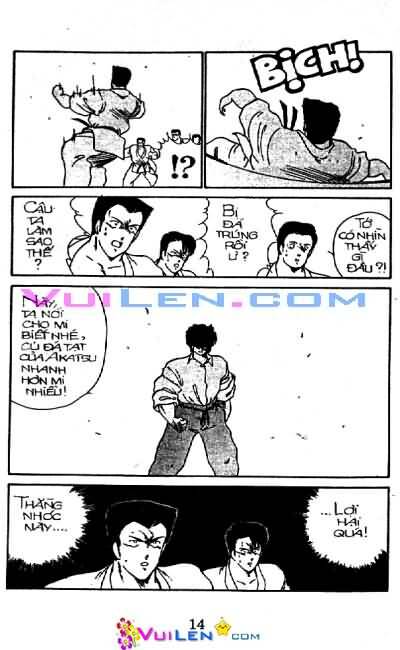 !?
BỊCH!
CẬU
TA
LÀM
SAO
THẾ
?
BỊ
ĐÁ
TRÚNG
RỒI
Ư?
TỚ
CÓ NHÌN
THẤY
GÌ
ĐÂU?!
NÀY,
TA NÓI
CHO MI
BIẾT NHÉ,
CÚ ĐÁ TẠT
CỦA AKATSU
NHANH
HƠN MI
NHIỀU!
VUILEN.COM
THẰNG
NHÓC
NÀY....
...LỢI
HẠI
QUÁ!
14
VUILEN.COM